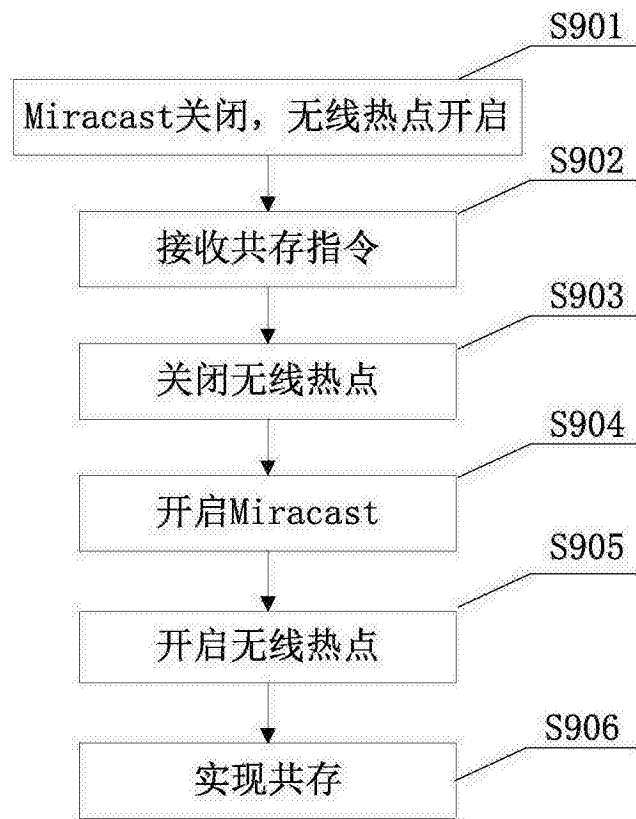 S901
Miracast关闭，无线热点开启
S902
接收共存指令
S903
关闭无线热点
S904
开启Miracast
S905
开启无线热点
S906
实现共存